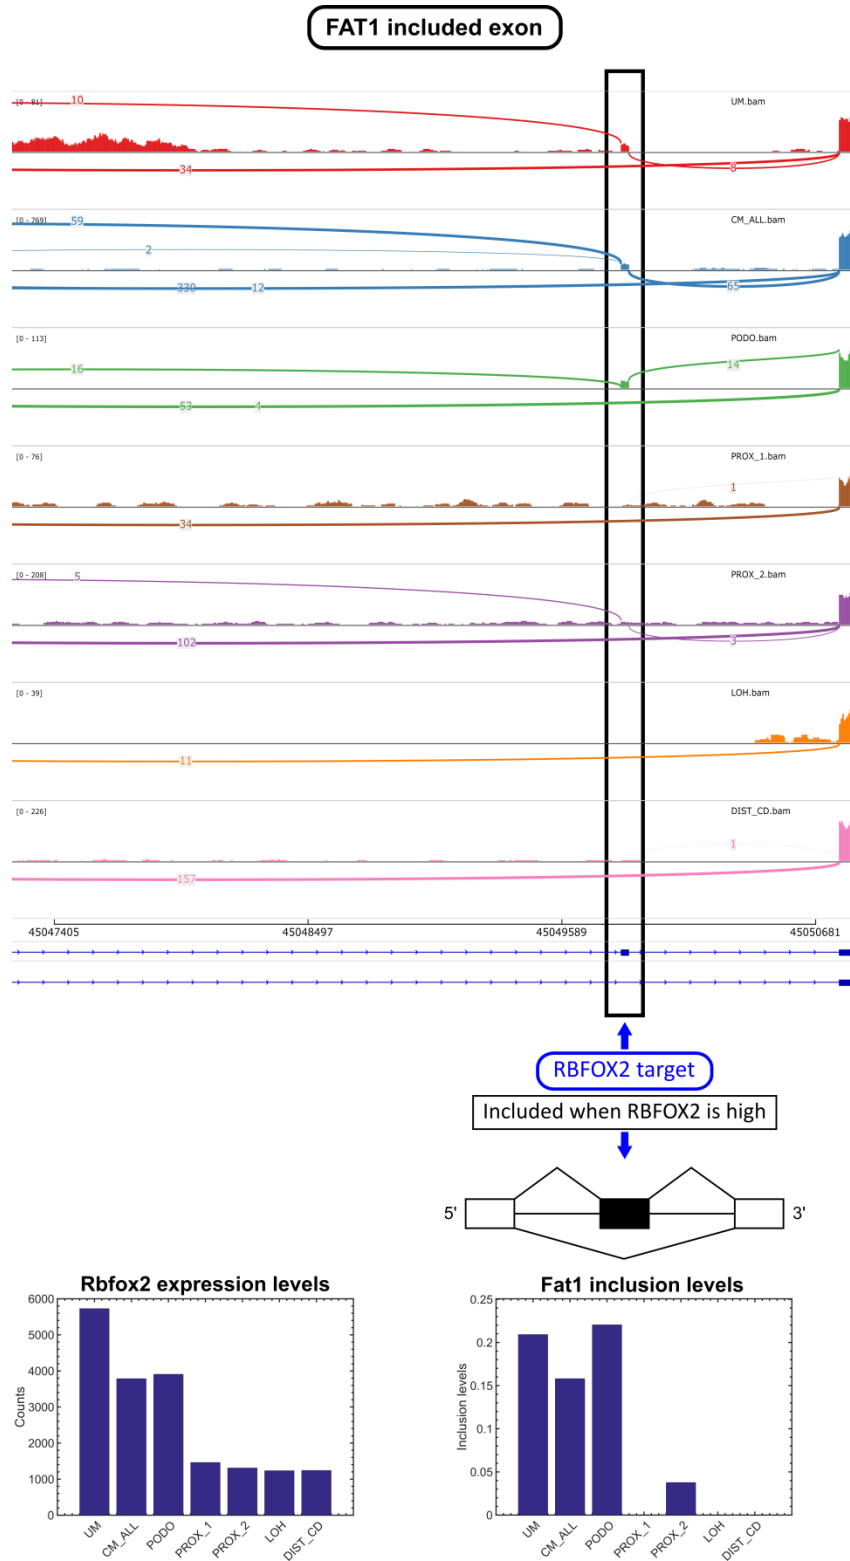 FAT1 included exon
[0 - 81]
10
UM.bam
34
8
[0 - 769]
59
CM_ALL.bam
2
330
12
65
[0 - 113]
PODO.bam
16
14
53
4
[0 - 76]
PROX_1.bam
1
34
[0 - 208]
5
PROX_2.bam
102
3
[0 - 39]
LOH.bam
11
[0 - 226]
DIST_CD.bam
1
157
45047405 45048497 45049589 45050681
RBFOX2 target
Included when RBFOX2 is high
5' 3'
Rbfox2 expression levels
6000
5000
4000
3000
2000
1000
0
Counts
UM CM_ALL PODO PROX_1 PROX_2 LOH DIST_CD
Fat1 inclusion levels
0.25
0.2
0.15
0.1
0.05
0
Inclusion levels
UM CM_ALL PODO PROX_1 PROX_2 LOH DIST_CD